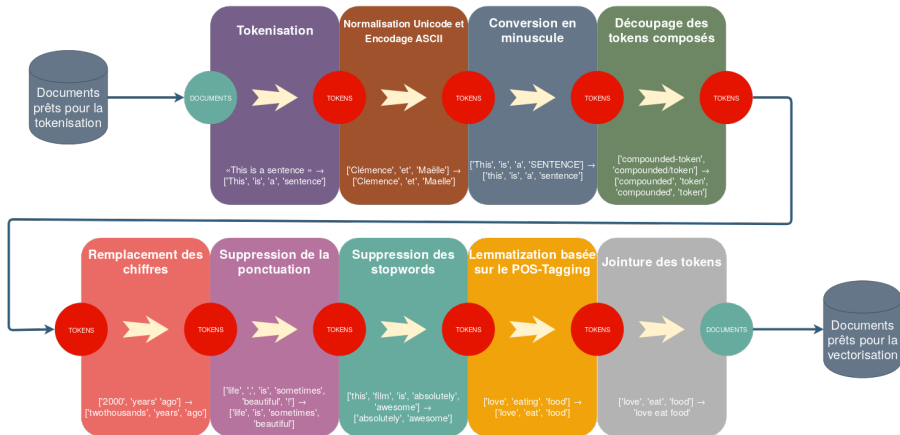 Tokenisation
Normalisation Unicode et
Encodage ASCII
Conversion en
minuscule
Découpage des
tokens composés
Documents
prêts pour la
tokenisation
DOCUMENTS
TOKENS
TOKENS
TOKENS
TOKENS
«This is a sentence » →
['This', 'is', 'a', 'sentence']
['Clémence', 'et', 'Maëlle'] →
['Clemence', 'et', 'Maelle']
['This', 'is', 'a', 'SENTENCE'] →
['this', 'is', 'a', 'sentence']
['compounded-token',
'compounded/token'] →
['compounded', 'token',
'compounded', 'token']
Remplacement des
chiffres
Suppression de la
ponctuation
Suppression des
stopwords
Lemmatization basée
sur le POS-Tagging
Jointure des tokens
TOKENS
TOKENS
TOKENS
TOKENS
TOKENS
DOCUMENTS
Documents
prêts pour la
vectorisation
['2000', 'years' 'ago'] →
['twothousands', 'years', 'ago']
['life', ',', 'is', 'sometimes',
'beautiful', '!'] →
['life', 'is', 'sometimes',
'beautiful']
['this', 'film', 'is', 'absolutely',
'awesome'] →
['absolutely', 'awesome']
['love', 'eating', 'food'] →
['love', 'eat', 'food']
['love', 'eat', 'food'] →
'love eat food'